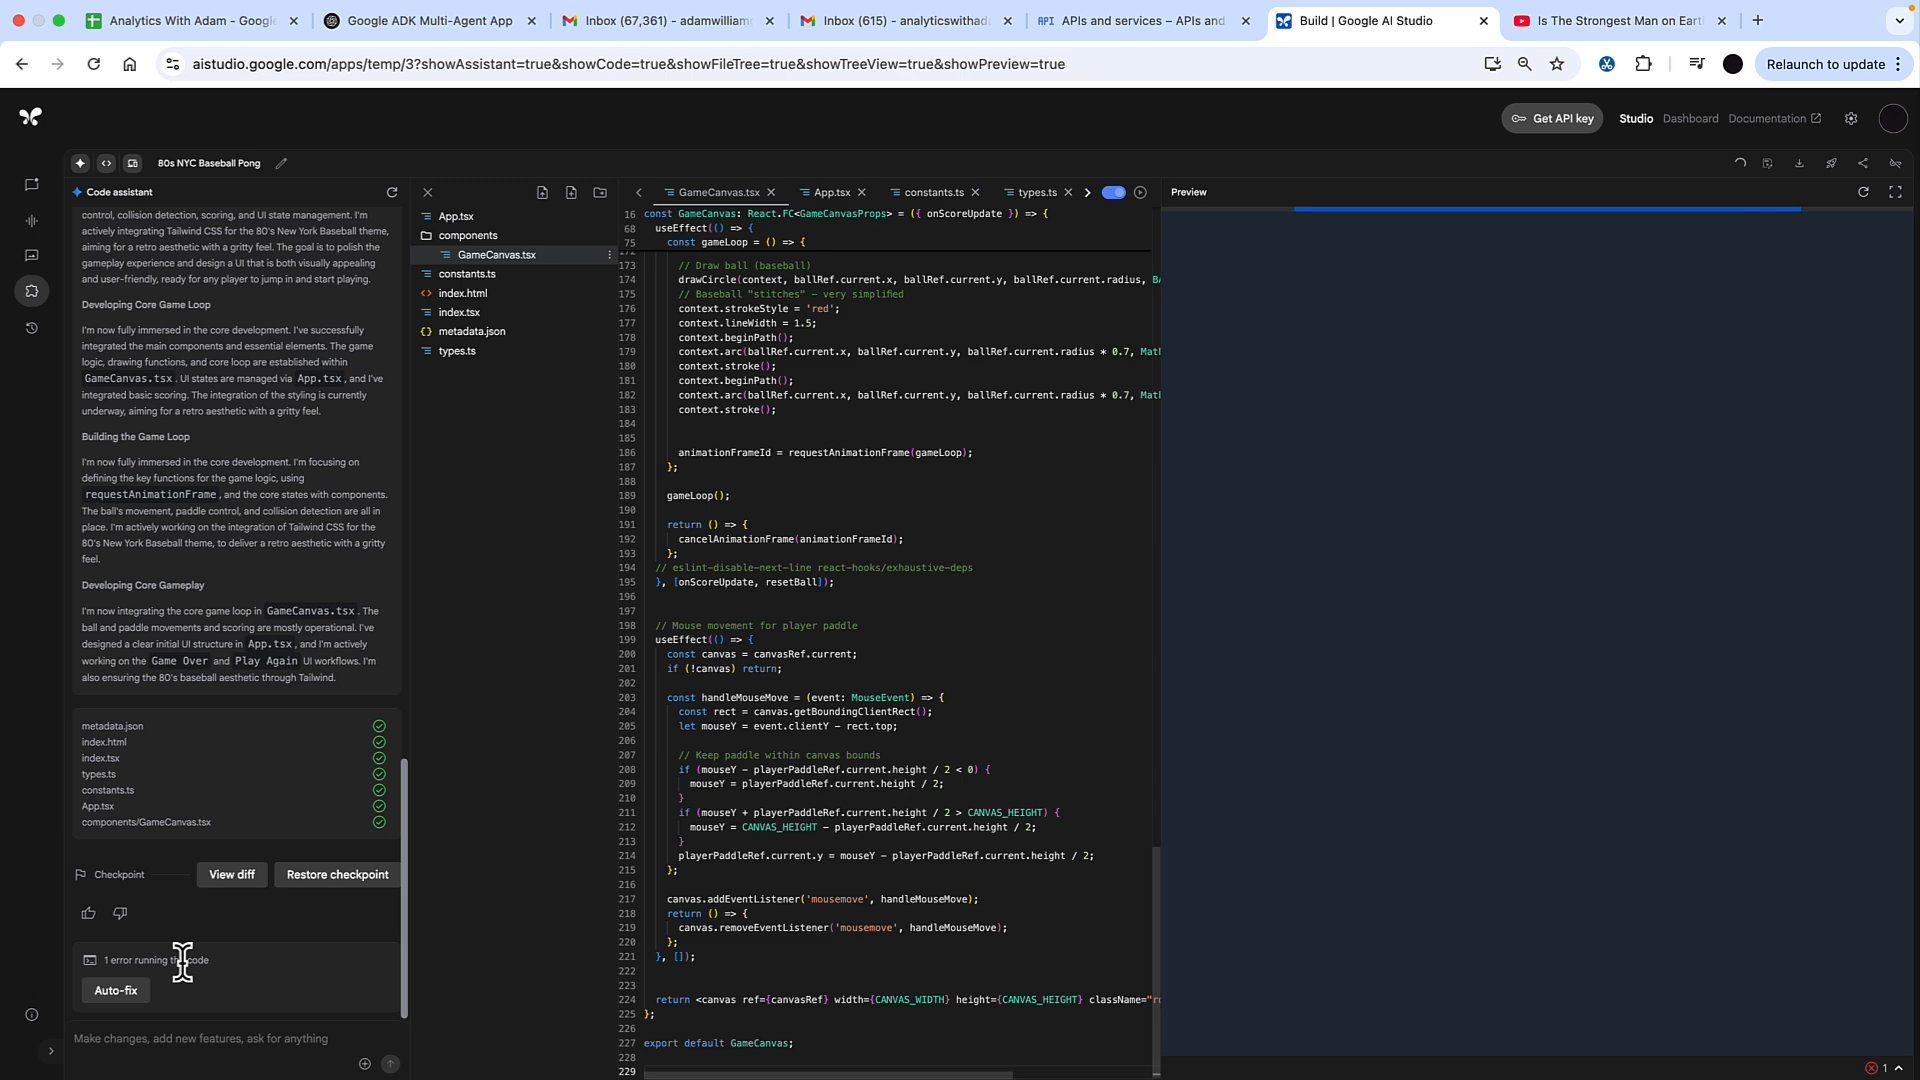 Analytics With Adam - Google
Google ADK Multi-Agent App
Inbox (67,361) - adamwilliam
Inbox (615) - analyticswithad
API APIs and services – APIs and
Build | Google AI Studio
Is The Strongest Man on Eart
aistudio.google.com/apps/temp/3?showAssistant=true&showCode=true&showFileTree=true&showTreeView=true&showPreview=true
Relaunch to update
Get API key
Studio
Dashboard
Documentation
80s NYC Baseball Pong
Code assistant
control, collision detection, scoring, and UI state management. I'm
actively integrating Tailwind CSS for the 80's New York Baseball theme,
aiming for a retro aesthetic with a gritty feel. The goal is to polish the
gameplay experience and design a UI that is both visually appealing
and user-friendly, ready for any player to jump in and start playing.
Developing Core Game Loop
I'm now fully immersed in the core development. I've successfully
integrated the main components and essential elements. The game
logic, drawing functions, and core loop are established within
GameCanvas.tsx. UI states are managed via App.tsx, and I've
integrated basic scoring. The integration of the styling is currently
underway, aiming for a retro aesthetic with a gritty feel.
Building the Game Loop
I'm now fully immersed in the core development. I'm focusing on
defining the key functions for the game logic, using
requestAnimationFrame, and the core states with components.
The ball's movement, paddle control, and collision detection are all in
place. I'm actively working on the integration of Tailwind CSS for the
80's New York Baseball theme, to deliver a retro aesthetic with a gritty
feel.
Developing Core Gameplay
I'm now integrating the core game loop in GameCanvas.tsx. The
ball and paddle movements and scoring are mostly operational. I've
designed a clear initial UI structure in App.tsx, and I'm actively
working on the Game Over and Play Again UI workflows. I'm
also ensuring the 80's baseball aesthetic through Tailwind.
metadata.json
index.html
index.tsx
types.ts
constants.ts
App.tsx
components/GameCanvas.tsx
Checkpoint
View diff
Restore checkpoint
1 error running the code
Auto-fix
Make changes, add new features, ask for anything
App.tsx
components
GameCanvas.tsx
constants.ts
index.html
index.tsx
metadata.json
types.ts
GameCanvas.tsx
App.tsx
constants.ts
types.ts
16 const GameCanvas: React.FC<GameCanvasProps> = ({ onScoreUpdate }) => {
68 useEffect(() => {
75 const gameLoop = () => {
172
173 // Draw ball (baseball)
174 drawCircle(context, ballRef.current.x, ballRef.current.y, ballRef.current.radius, BA
175 // Baseball "stitches" – very simplified
176 context.strokeStyle = 'red';
177 context.lineWidth = 1.5;
178 context.beginPath();
179 context.arc(ballRef.current.x, ballRef.current.y, ballRef.current.radius * 0.7, Mat
180 context.stroke();
181 context.beginPath();
182 context.arc(ballRef.current.x, ballRef.current.y, ballRef.current.radius * 0.7, Mat
183 context.stroke();
184
185
186 animationFrameId = requestAnimationFrame(gameLoop);
187 };
188
189 gameLoop();
190
191 return () => {
192 cancelAnimationFrame(animationFrameId);
193 };
194 // eslint-disable-next-line react-hooks/exhaustive-deps
195 }, [onScoreUpdate, resetBall]);
196
197
198 // Mouse movement for player paddle
199 useEffect(() => {
200 const canvas = canvasRef.current;
201 if (!canvas) return;
202
203 const handleMouseMove = (event: MouseEvent) => {
204 const rect = canvas.getBoundingClientRect();
205 let mouseY = event.clientY - rect.top;
206
207 // Keep paddle within canvas bounds
208 if (mouseY - playerPaddleRef.current.height / 2 < 0) {
209 mouseY = playerPaddleRef.current.height / 2;
210 }
211 if (mouseY + playerPaddleRef.current.height / 2 > CANVAS_HEIGHT) {
212 mouseY = CANVAS_HEIGHT - playerPaddleRef.current.height / 2;
213 }
214 playerPaddleRef.current.y = mouseY - playerPaddleRef.current.height / 2;
215 };
216
217 canvas.addEventListener('mousemove', handleMouseMove);
218 return () => {
219 canvas.removeEventListener('mousemove', handleMouseMove);
220 };
221 }, []);
222
223
224 return <canvas ref={canvasRef} width={CANVAS_WIDTH} height={CANVAS_HEIGHT} className="ro
225 };
226
227 export default GameCanvas;
228
229
Preview
1